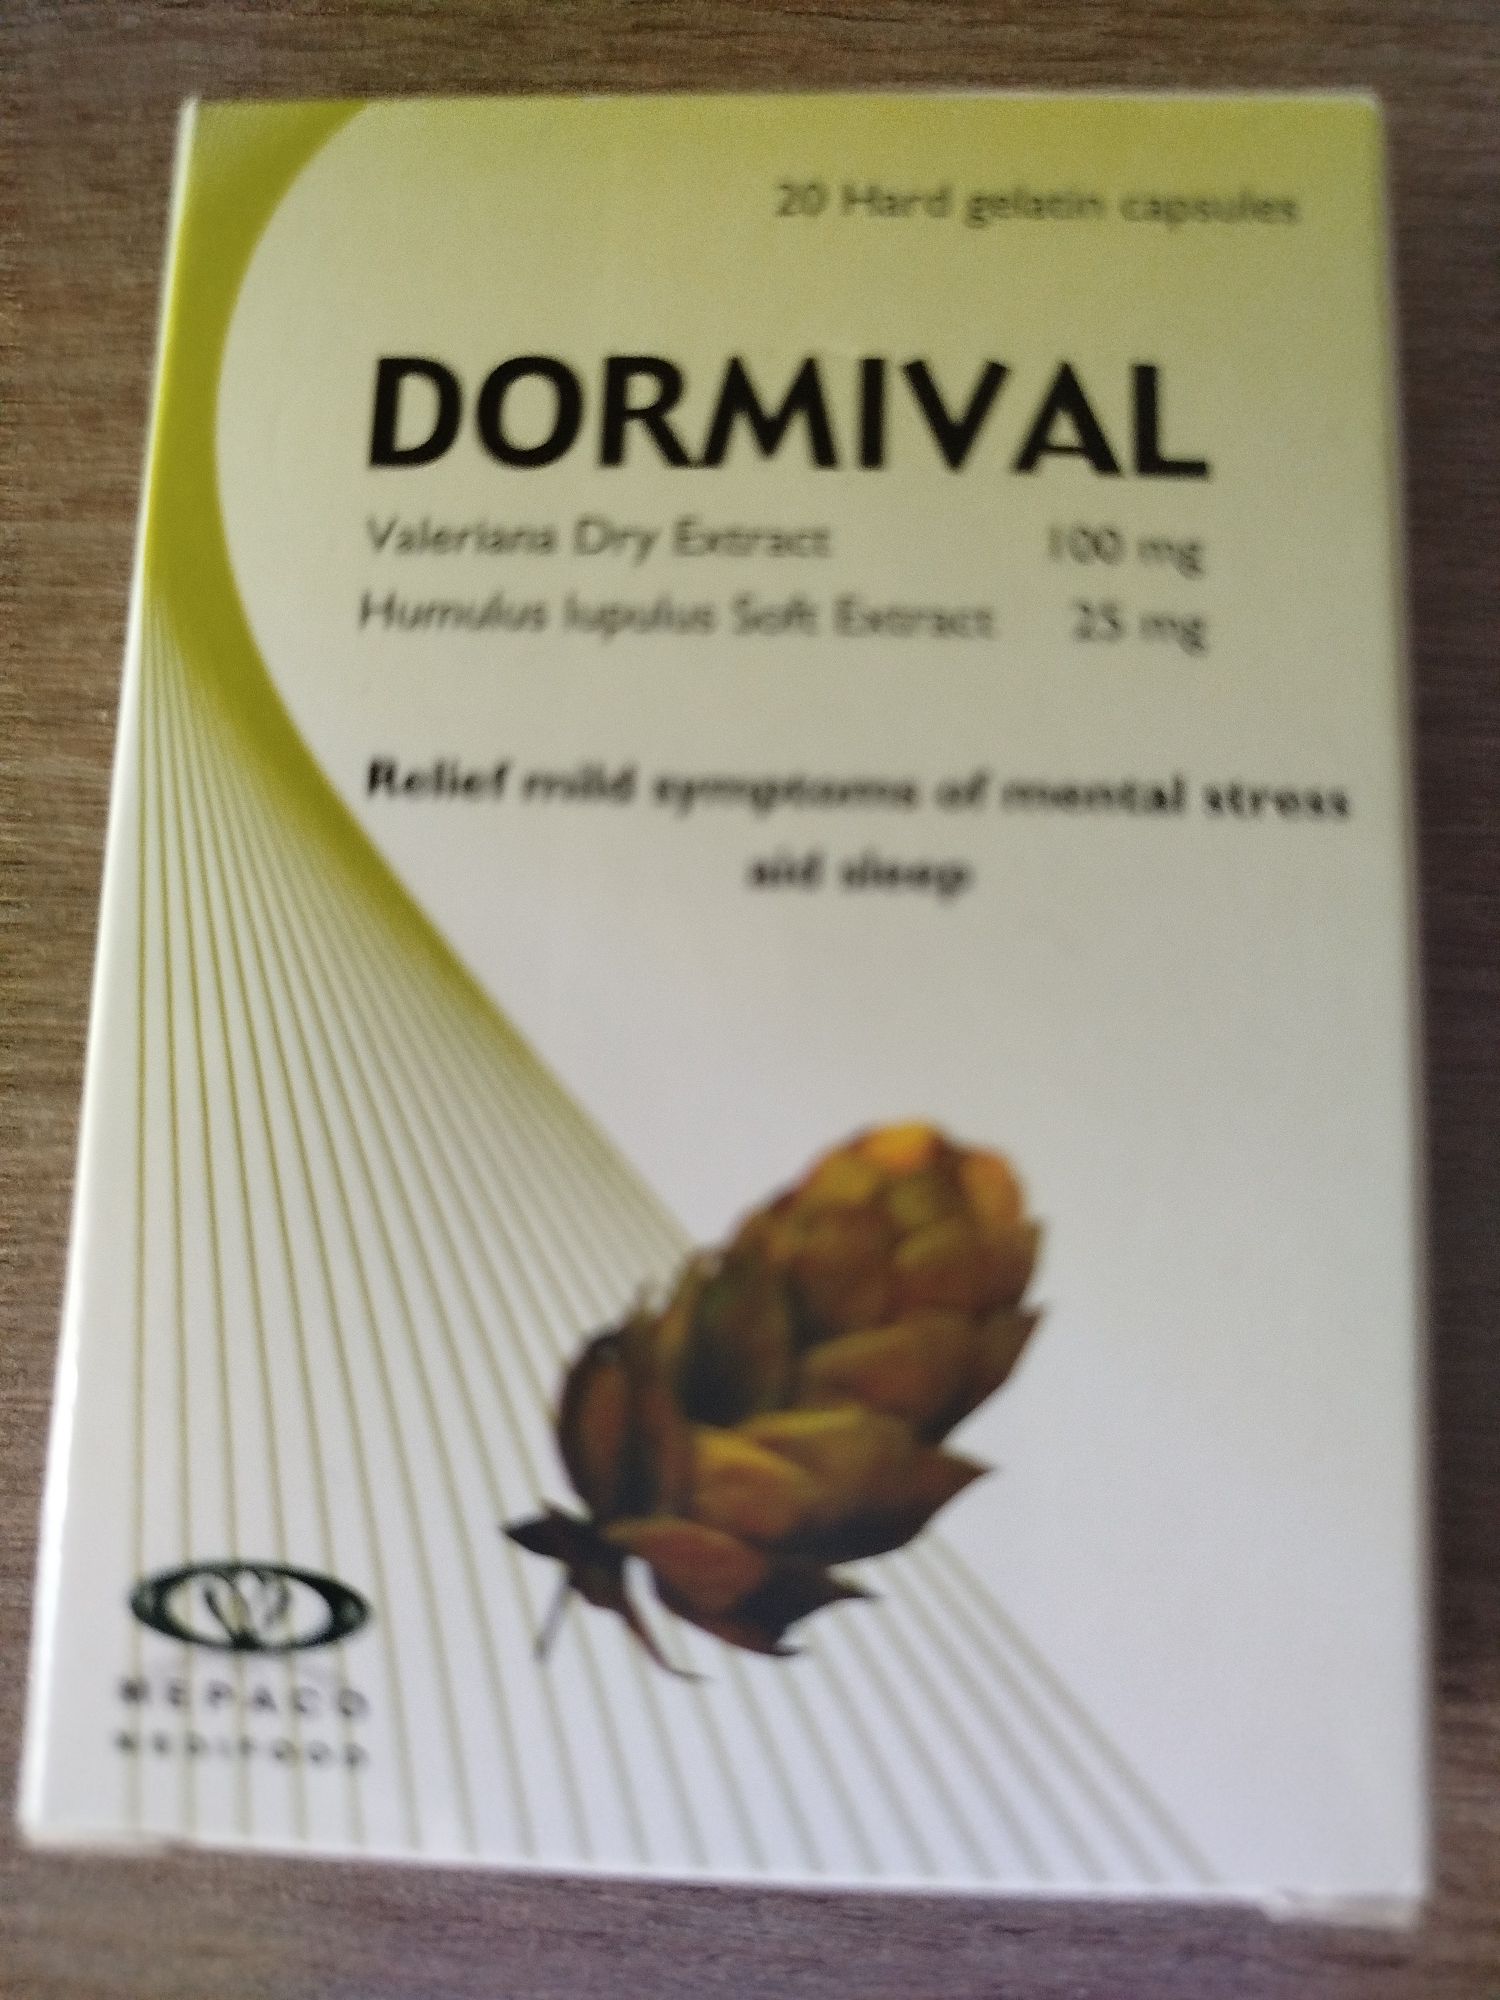 20 Hard gelatin capsules
DORMIVAL
Valeriana Dry Extract 100 mg
Humulus lupulus Soft Extract 25 mg
Relief mild symptoms of mental stress
aid sleep
MEPACO
MEDIFOOD